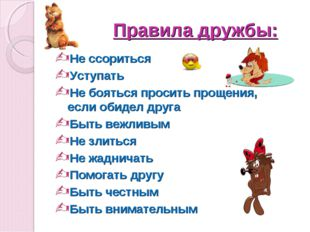 Правила дружбы:
Не ссориться
Уступать
Не бояться просить прощения,
если обидел друга
Быть вежливым
Не злиться
Не жадничать
Помогать другу
Быть честным
Быть внимательным